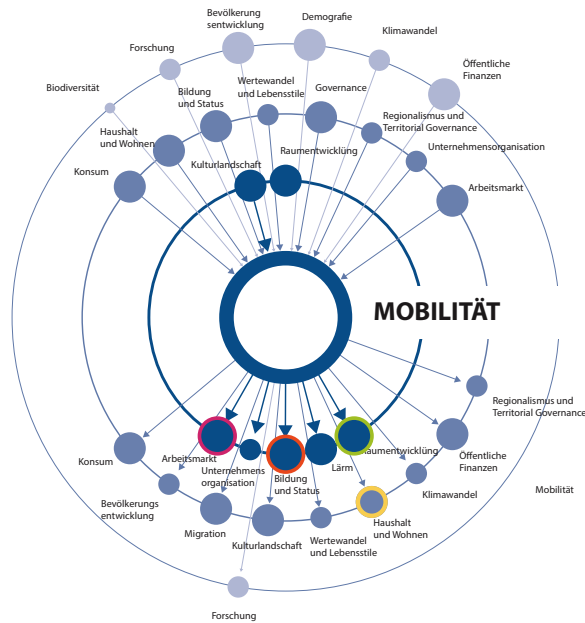 Bevölkerung
sentwicklung
Demografie
Klimawandel
Forschung
Öffentliche
Finanzen
Biodiversität
Bildung
und Status
Wertewandel
und Lebensstile
Governance
Regionalismus und
Territorial Governance
Haushalt
und Wohnen
Unternehmensorganisation
Konsum
Kulturlandschaft
Raumentwicklung
Arbeitsmarkt
MOBILITÄT
Regionalismus und
Territorial Governance
Konsum
Arbeitsmarkt
Unternehmens
organisation
Bildung
und Status
Lärm
Raumentwicklung
Öffentliche
Finanzen
Klimawandel
Mobilität
Bevölkerungs
entwicklung
Migration
Kulturlandschaft
Wertewandel
und Lebensstile
Haushalt
und Wohnen
Forschung